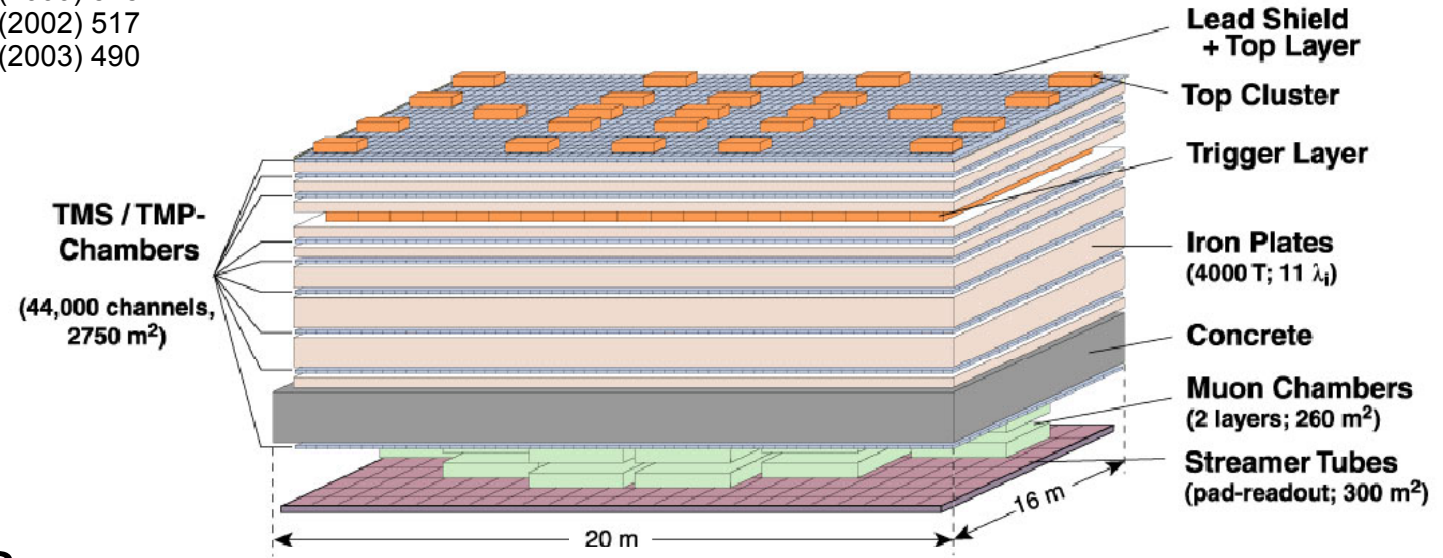 (2002) 517
(2003) 490
Lead Shield
+ Top Layer
Top Cluster
Trigger Layer
TMS / TMP-
Chambers
(44,000 channels,
2750 m²)
Iron Plates
(4000 T; 11 λi)
Concrete
Muon Chambers
(2 layers; 260 m²)
Streamer Tubes
(pad-readout; 300 m²)
16 m
20 m